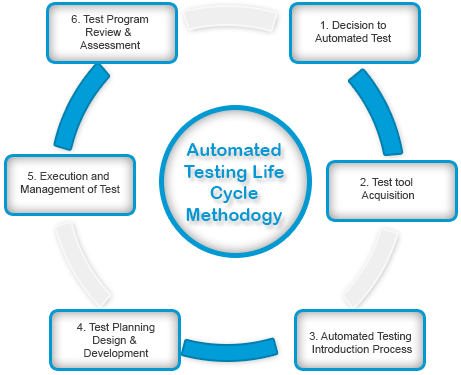 6. Test Program
Review &
Assessment
1. Decision to
Automated Test
Automated
Testing Life
Cycle
Methodogy
5. Execution and
Management of Test
2. Test tool
Acquisition
4. Test Planning
Design &
Development
3. Automated Testing
Introduction Process